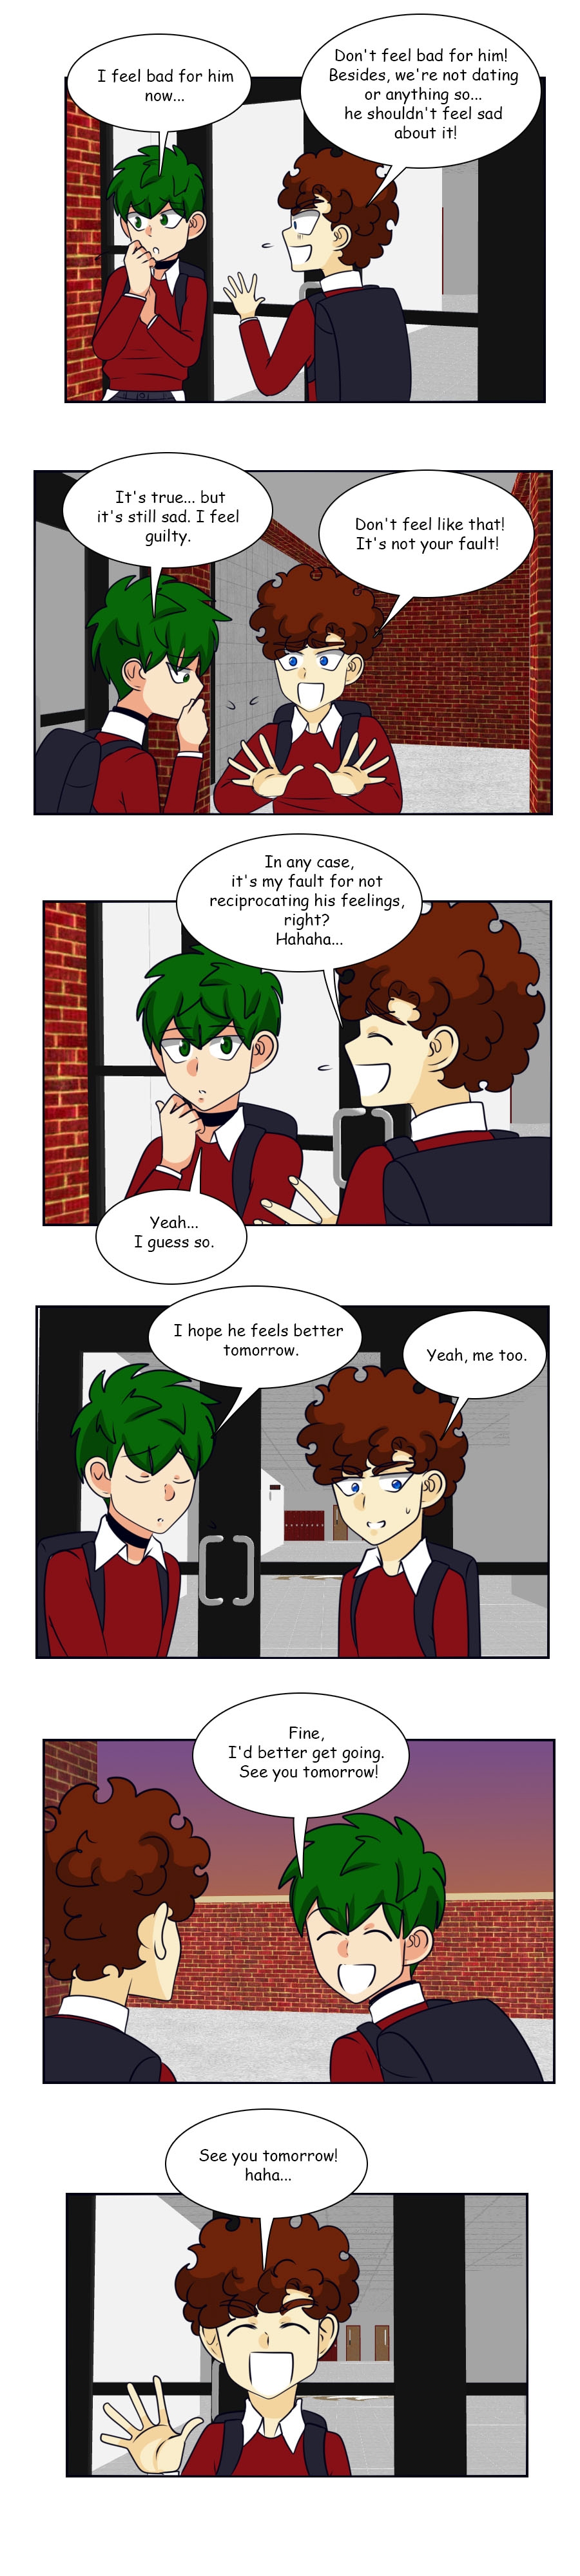 I feel bad for him
now...
Don't feel bad for him!
Besides, we're not dating
or anything so...
he shouldn't feel sad
about it!
It's true... but
it's still sad. I feel
guilty.
Don't feel like that!
It's not your fault!
In any case,
it's my fault for not
reciprocating his feelings,
right?
Hahaha...
Yeah...
I guess so.
I hope he feels better
tomorrow.
Yeah, me too.
Fine,
I'd better get going.
See you tomorrow!
See you tomorrow!
haha...